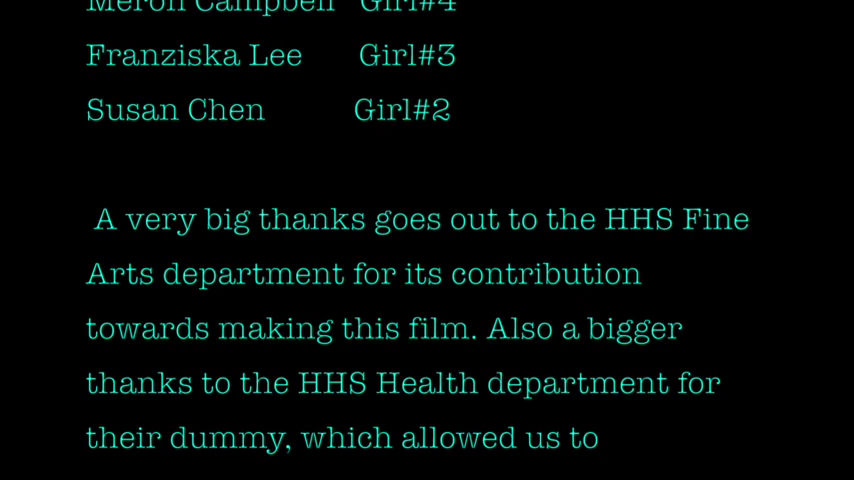 Meron Campbell Girl#4
Franziska Lee Girl#3
Susan Chen Girl#2
A very big thanks goes out to the HHS Fine
Arts department for its contribution
towards making this film. Also a bigger
thanks to the HHS Health department for
their dummy, which allowed us to